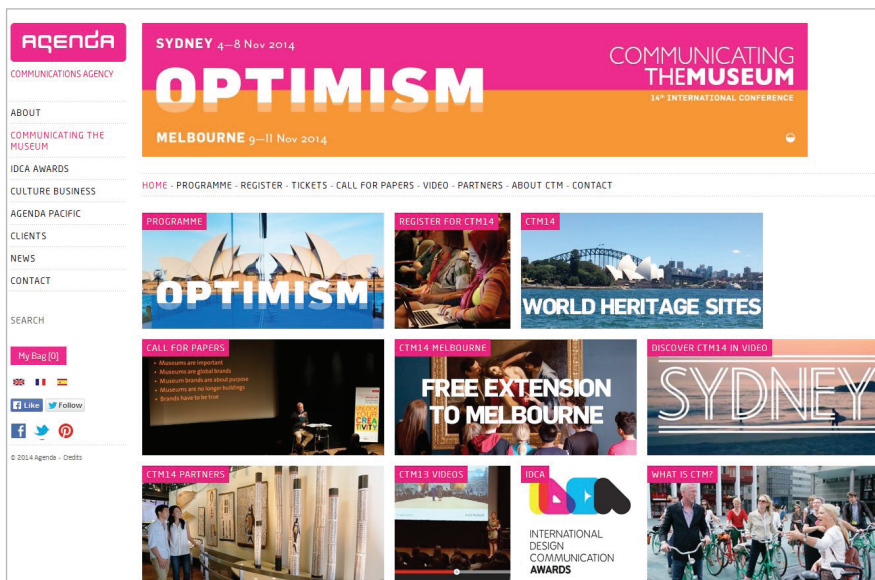 AGENDA
COMMUNICATIONS AGENCY
ABOUT
COMMUNICATING THE
MUSEUM
IDCA AWARDS
CULTURE BUSINESS
AGENDA PACIFIC
CLIENTS
NEWS
CONTACT
SEARCH
My Bag [0]
Like
Follow
© 2014 Agenda - Credits
SYDNEY 4–8 Nov 2014
OPTIMISM
MELBOURNE 9–11 Nov 2014
COMMUNICATING
THEMUSEUM
14th INTERNATIONAL CONFERENCE
HOME - PROGRAMME - REGISTER - TICKETS - CALL FOR PAPERS - VIDEO - PARTNERS - ABOUT CTM - CONTACT
PROGRAMME
OPTIMISM
REGISTER FOR CTM14
CTM14
WORLD HERITAGE SITES
CALL FOR PAPERS
• Museums are important
• Museums are global brands
• Museum brands are about purpose
• Museums are no longer buildings
• Brands have to be true
UNLOCK
YOUR
CREA
TIVITY
CTM14 MELBOURNE
FREE EXTENSION
TO MELBOURNE
DISCOVER CTM14 IN VIDEO
SYDNEY
CTM14 PARTNERS
CTM13 VIDEOS
IDCA
INTERNATIONAL
DESIGN
COMMUNICATION
AWARDS
WHAT IS CTM?